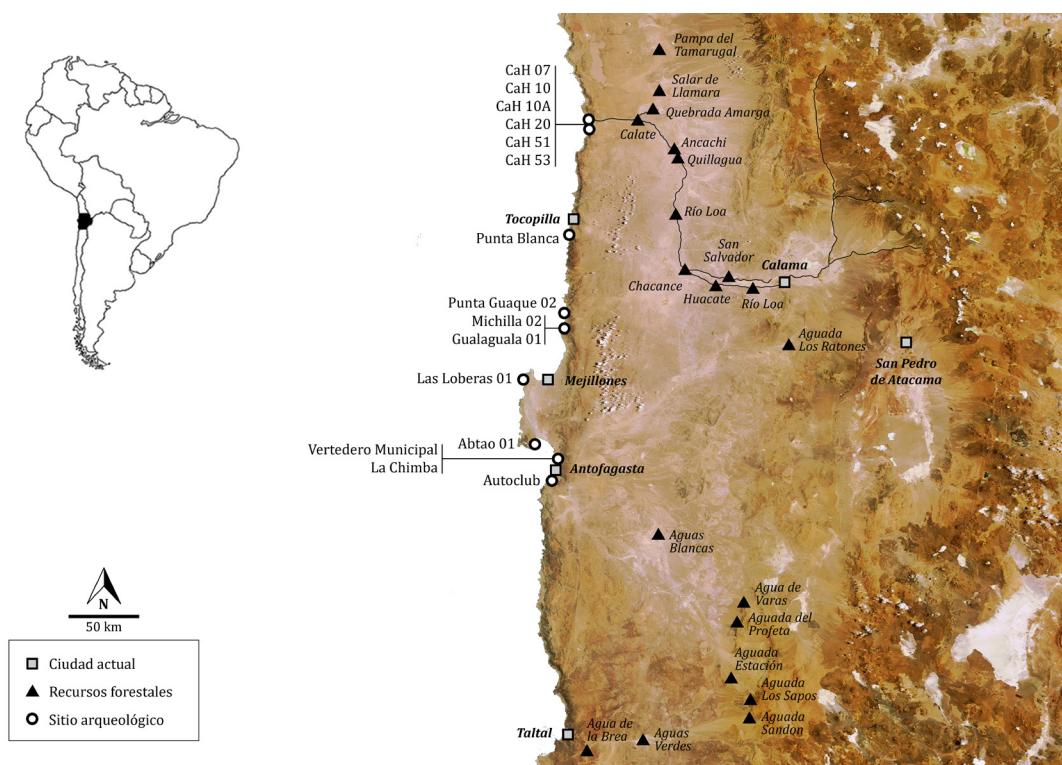 Pampa del
Tamarugal
CaH 07
CaH 10
CaH 10A
CaH 20
CaH 51
CaH 53
Salar de
Llamara
Quebrada Amarga
Calate
Ancachi
Quillagua
Tocopilla
Punta Blanca
Río Loa
San
Salvador
Calama
Chacance
Huacate
Río Loa
Punta Guaque 02
Michilla 02
Gualaguala 01
Aguada
Los Ratones
San Pedro
de Atacama
Las Loberas 01
Mejillones
Abtao 01
Vertedero Municipal
La Chimba
Antofagasta
Autoclub
Aguas
Blancas
Agua de
Varas
Aguada del
Profeta
Aguada
Estación
Aguada
Los Sapos
Aguada
Sandon
Taltal
Agua de
la Brea
Aguas
Verdes
N
50 km
Ciudad actual
Recursos forestales
Sitio arqueológico